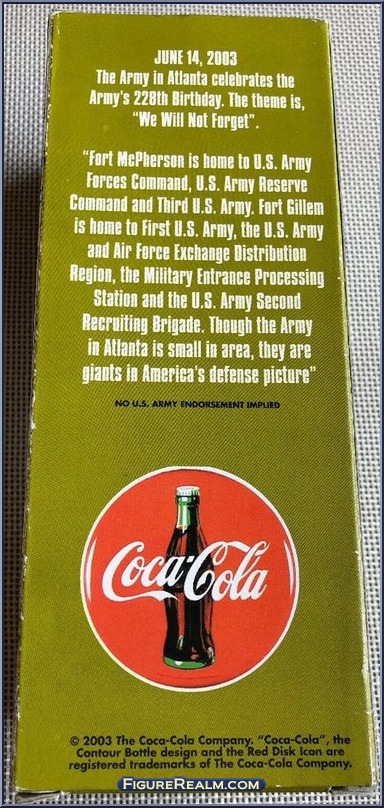 JUNE 14, 2003
The Army in Atlanta celebrates the
Army's 228th Birthday. The theme is,
"We Will Not Forget".
"Fort McPherson is home to U.S. Army
Forces Command, U.S. Army Reserve
Command and Third U.S. Army. Fort Gillem
is home to First U.S. Army, the U.S. Army
and Air Force Exchange Distribution
Region, the Military Entrance Processing
Station and the U.S. Army Second
Recruiting Brigade. Though the Army
in Atlanta is small in area, they are
giants in America's defense picture"
NO U.S. ARMY ENDORSEMENT IMPLIED
Coca-Cola
© 2003 The Coca-Cola Company. "Coca-Cola", the
Contour Bottle design and the Red Disk Icon are
registered trademarks of The Coca-Cola Company.
FIGUREREALM.COM